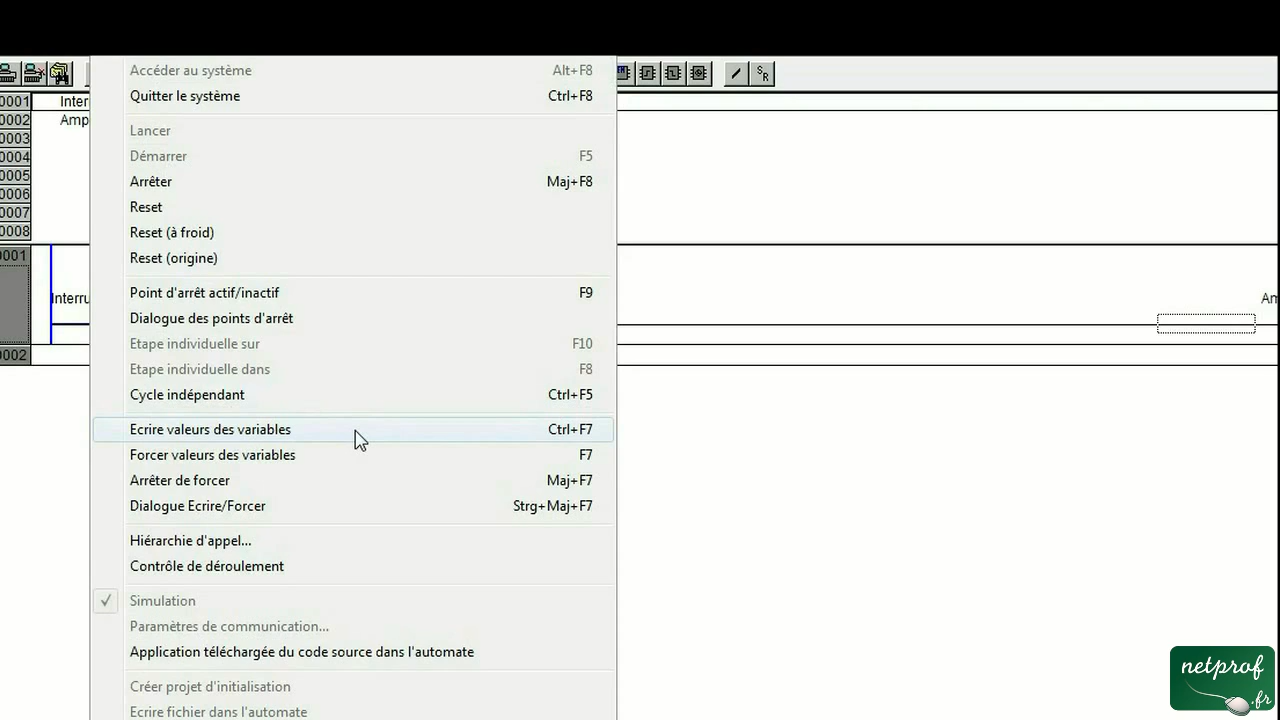 Accéder au système Alt+F8
Quitter le système Ctrl+F8
0001 Inter
Lancer
0002 Amp
Démarrer F5
0003
0004
Arrêter Maj+F8
0005
Reset
0006
0007
Reset (à froid)
0008
Reset (origine)
0001
Point d'arrêt actif/inactif F9
Interru
Am
Dialogue des points d'arrêt
Etape individuelle sur F10
0002
Etape individuelle dans F8
Cycle indépendant Ctrl+F5
Ecrire valeurs des variables Ctrl+F7
Forcer valeurs des variables F7
Arrêter de forcer Maj+F7
Dialogue Ecrire/Forcer Strg+Maj+F7
Hiérarchie d'appel...
Contrôle de déroulement
Simulation
Paramètres de communication...
Application téléchargée du code source dans l'automate
Créer projet d'initialisation
Ecrire fichier dans l'automate
netprof
.fr